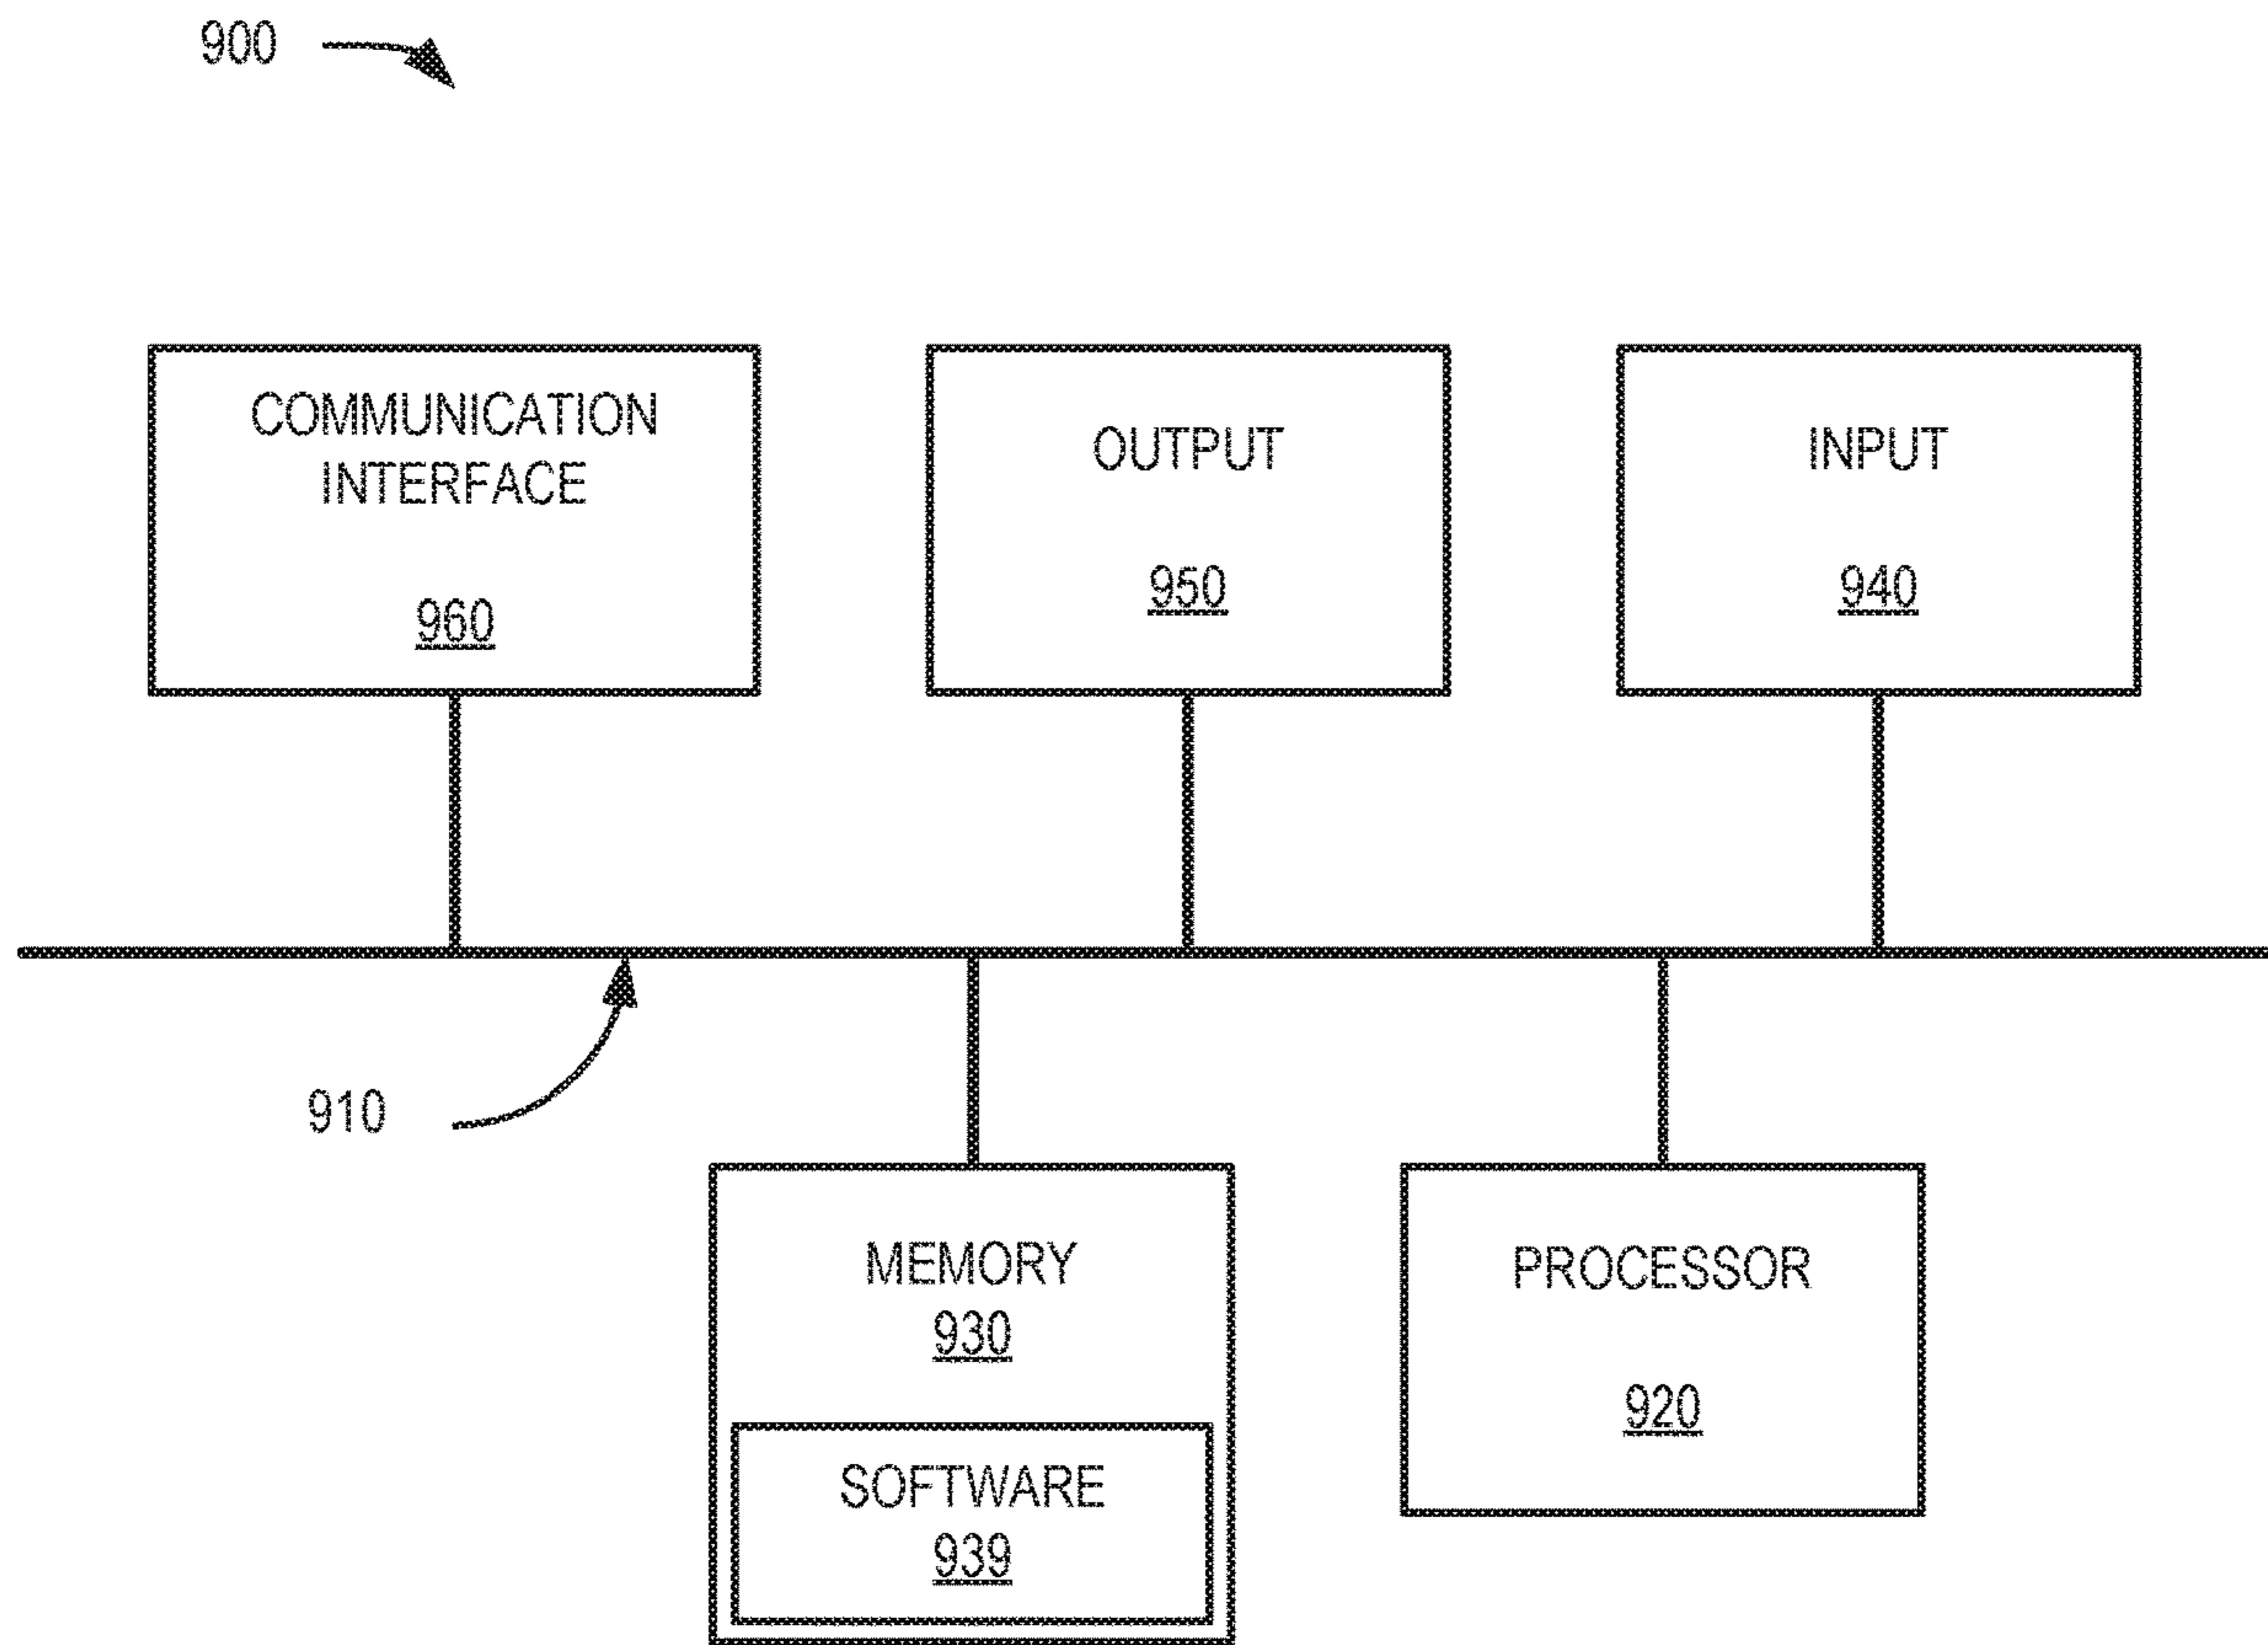 900
COMMUNICATION
INTERFACE
960
OUTPUT
950
INPUT
940
910
MEMORY
930
SOFTWARE
939
PROCESSOR
920